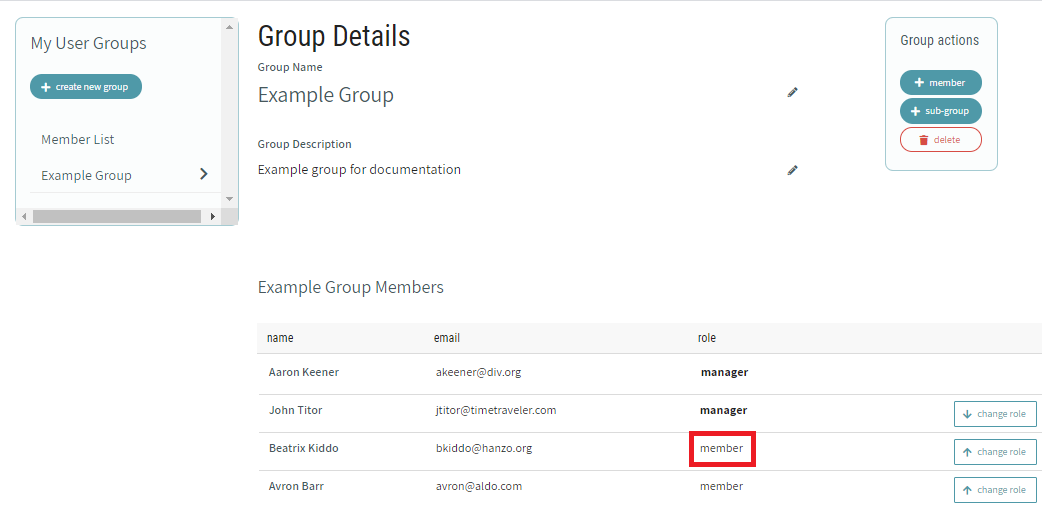 My User Groups
create new group
Member List
Example Group
Group Details
Group Name
Example Group
Group Description
Example group for documentation
Group actions
member
sub-group
delete
Example Group Members
name email role
Aaron Keener akeener@div.org manager
John Titor jtitor@timetraveler.com manager change role
Beatrix Kiddo bkiddo@hanzo.org member change role
Avron Barr avron@aldo.com member change role